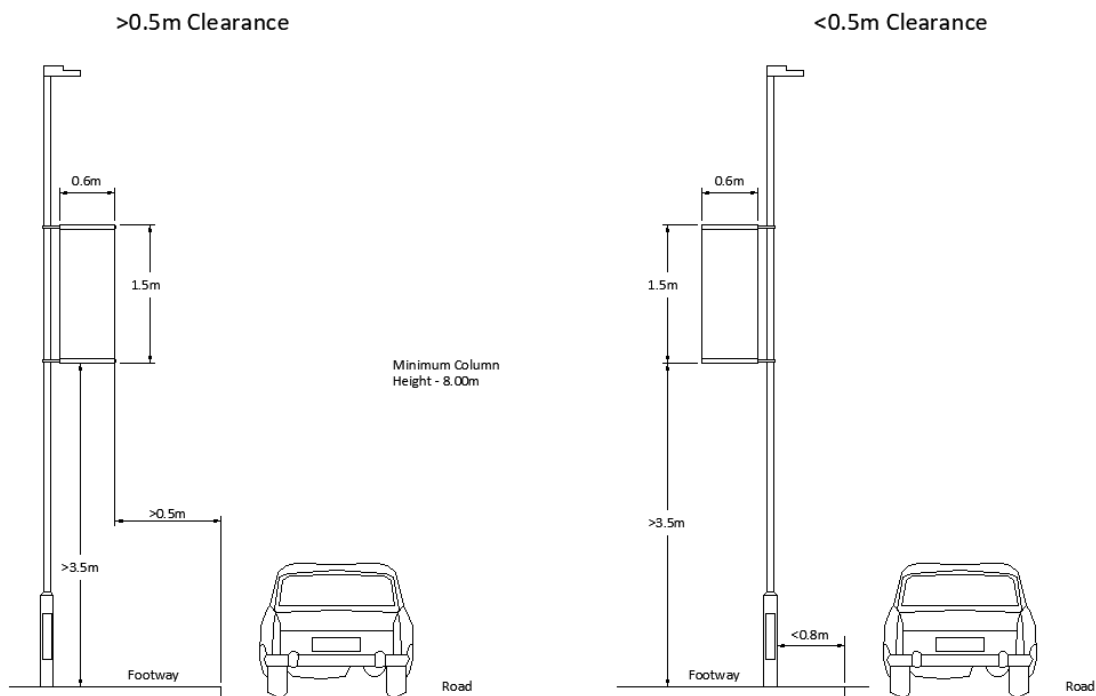 >0.5m Clearance
<0.5m Clearance
0.6m
0.6m
1.5m
1.5m
Minimum Column
Height - 8.00m
>0.5m
>3.5m
>3.5m
<0.8m
Footway
Road
Footway
Road